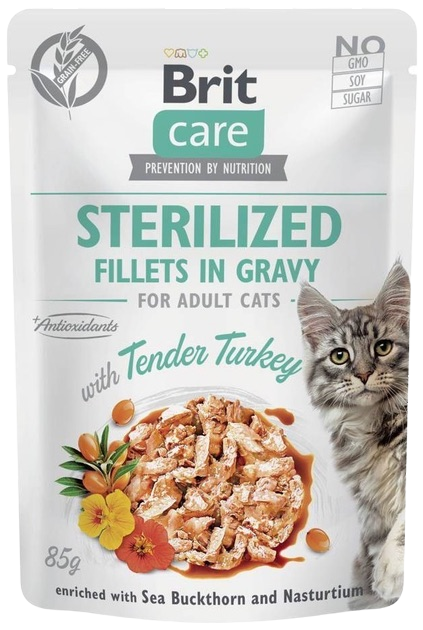 GRAIN-FREE
NO
GMO
SOY
SUGAR
Brit
care
PREVENTION BY NUTRITION
STERILIZED
FILLETS IN GRAVY
FOR ADULT CATS
+Antioxidants
with Tender Turkey
85g
enriched with Sea Buckthorn and Nasturtium